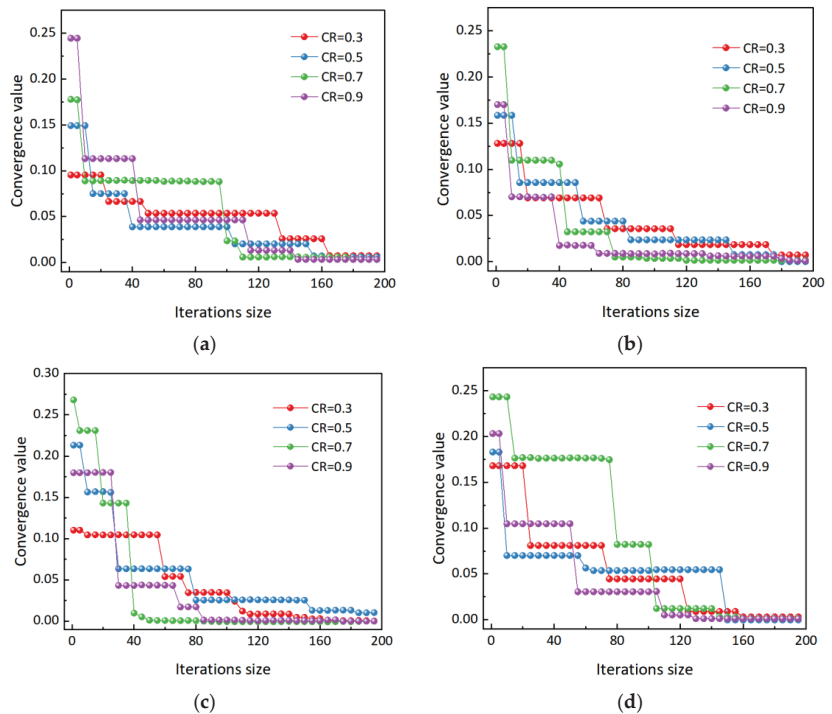 0.25
0.20
0.15
0.10
0.05
0.00
Convergence value
CR=0.3
CR=0.5
CR=0.7
CR=0.9
0 40 80 120 160 200
Iterations size
(a)
0.25
0.20
0.15
0.10
0.05
0.00
Convergence value
CR=0.3
CR=0.5
CR=0.7
CR=0.9
0 40 80 120 160 200
Iterations size
(b)
0.30
0.25
0.20
0.15
0.10
0.05
0.00
Convergence value
CR=0.3
CR=0.5
CR=0.7
CR=0.9
0 40 80 120 160 200
Iterations size
(c)
0.25
0.20
0.15
0.10
0.05
0.00
Convergence value
CR=0.3
CR=0.5
CR=0.7
CR=0.9
0 40 80 120 160 200
Iterations size
(d)